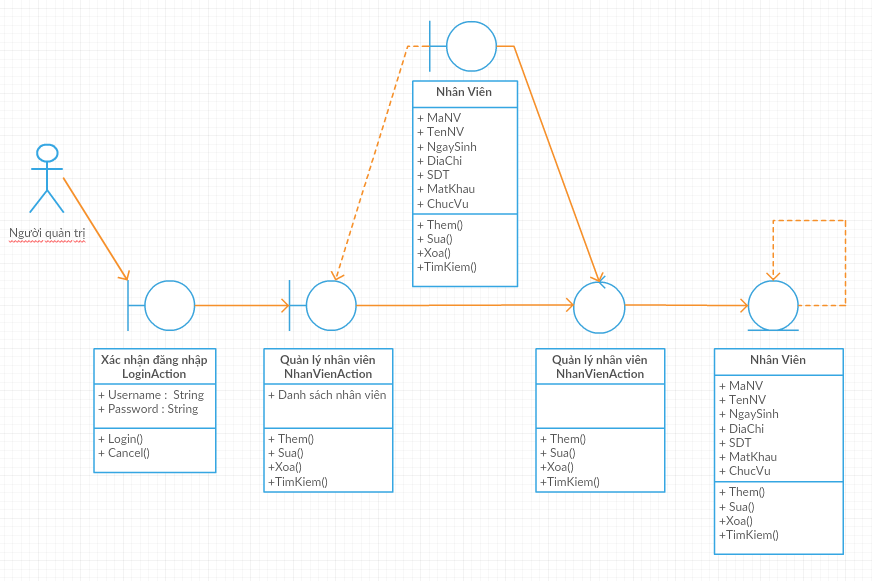 Nhân Viên
+ MaNV
+ TenNV
+ NgaySinh
+ DiaChi
+ SDT
+ MatKhau
+ ChucVu
+ Them()
+ Sua()
+Xoa()
+TimKiem()
Người quản trị
Xác nhận đăng nhập
LoginAction
+ Username : String
+ Password : String
+ Login()
+ Cancel()
Quản lý nhân viên
NhanVienAction
+ Danh sách nhân viên
+ Them()
+ Sua()
+Xoa()
+TimKiem()
Quản lý nhân viên
NhanVienAction
+ Them()
+ Sua()
+Xoa()
+TimKiem()
Nhân Viên
+ MaNV
+ TenNV
+ NgaySinh
+ DiaChi
+ SDT
+ MatKhau
+ ChucVu
+ Them()
+ Sua()
+Xoa()
+TimKiem()